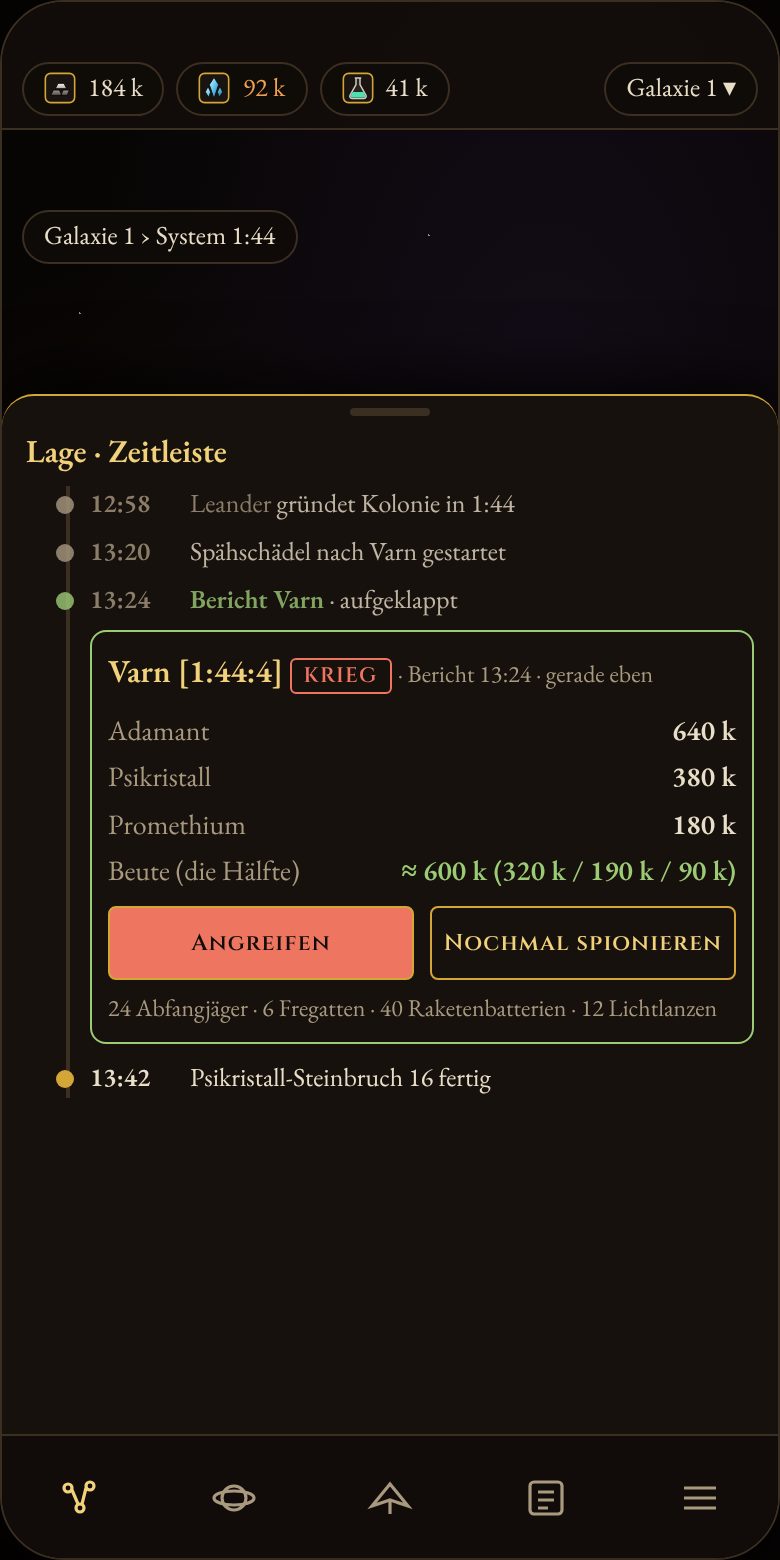 184 k 92 k 41 k Galaxie 1 ▼
Galaxie 1 › System 1:44
Lage · Zeitleiste
12:58 Leander gründet Kolonie in 1:44
13:20 Spähschädel nach Varn gestartet
13:24 Bericht Varn · aufgeklappt
Varn [1:44:4] KRIEG · Bericht 13:24 · gerade eben
Adamant 640 k
Psikristall 380 k
Promethium 180 k
Beute (die Hälfte) ≈ 600 k (320 k / 190 k / 90 k)
Angreifen Nochmal spionieren
24 Abfangjäger · 6 Fregatten · 40 Raketenbatterien · 12 Lichtlanzen
13:42 Psikristall-Steinbruch 16 fertig